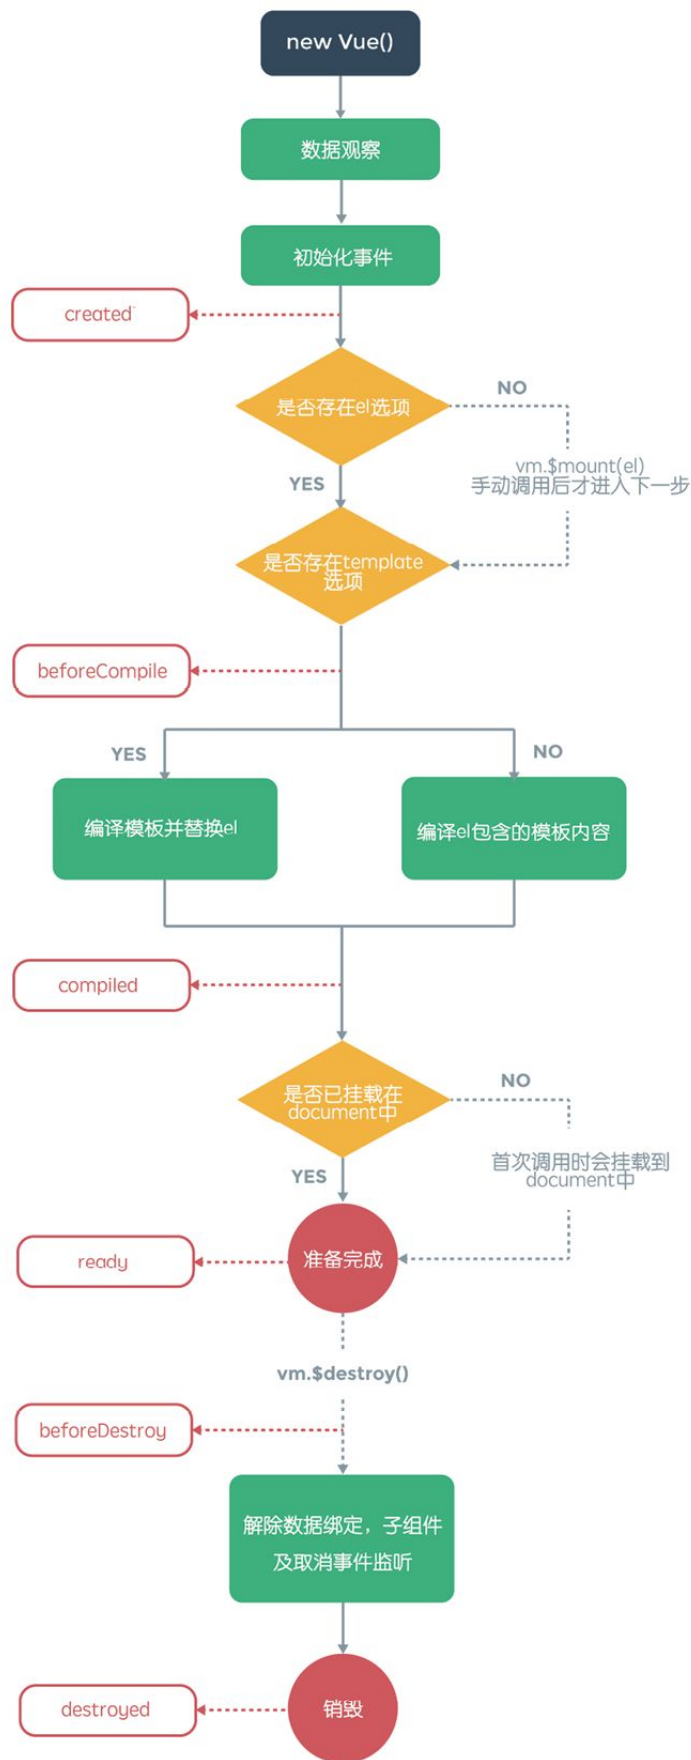 new Vue()
数据观察
初始化事件
created
是否存在el选项
NO
vm.$mount(el)
手动调用后才进入下一步
YES
是否存在template
选项
beforeCompile
YES
NO
编译模板并替换el
编译el包含的模板内容
compiled
是否已挂载在
document中
NO
首次调用时会挂载到
document中
YES
ready
准备完成
vm.$destroy()
beforeDestroy
解除数据绑定，子组件
及取消事件监听
destroyed
销毁